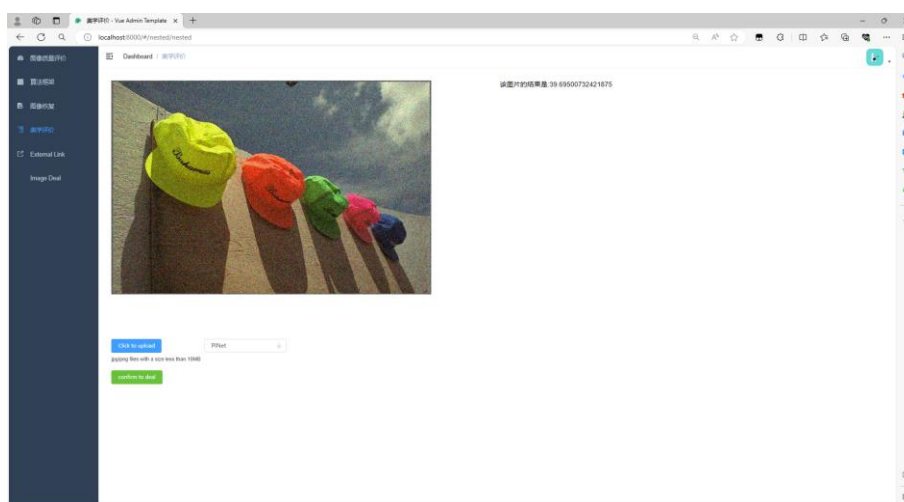 美学评价 - Vue Admin Template
localhost:8000/#/nested/nested
图像质量评价
Dashboard / 美学评价
该图片的结果是:39.69500732421875
算法框架
图像恢复
美学评价
External Link
Image Deal
Click to upload
jpg/png files with a size less than 10MB
confirm to deal